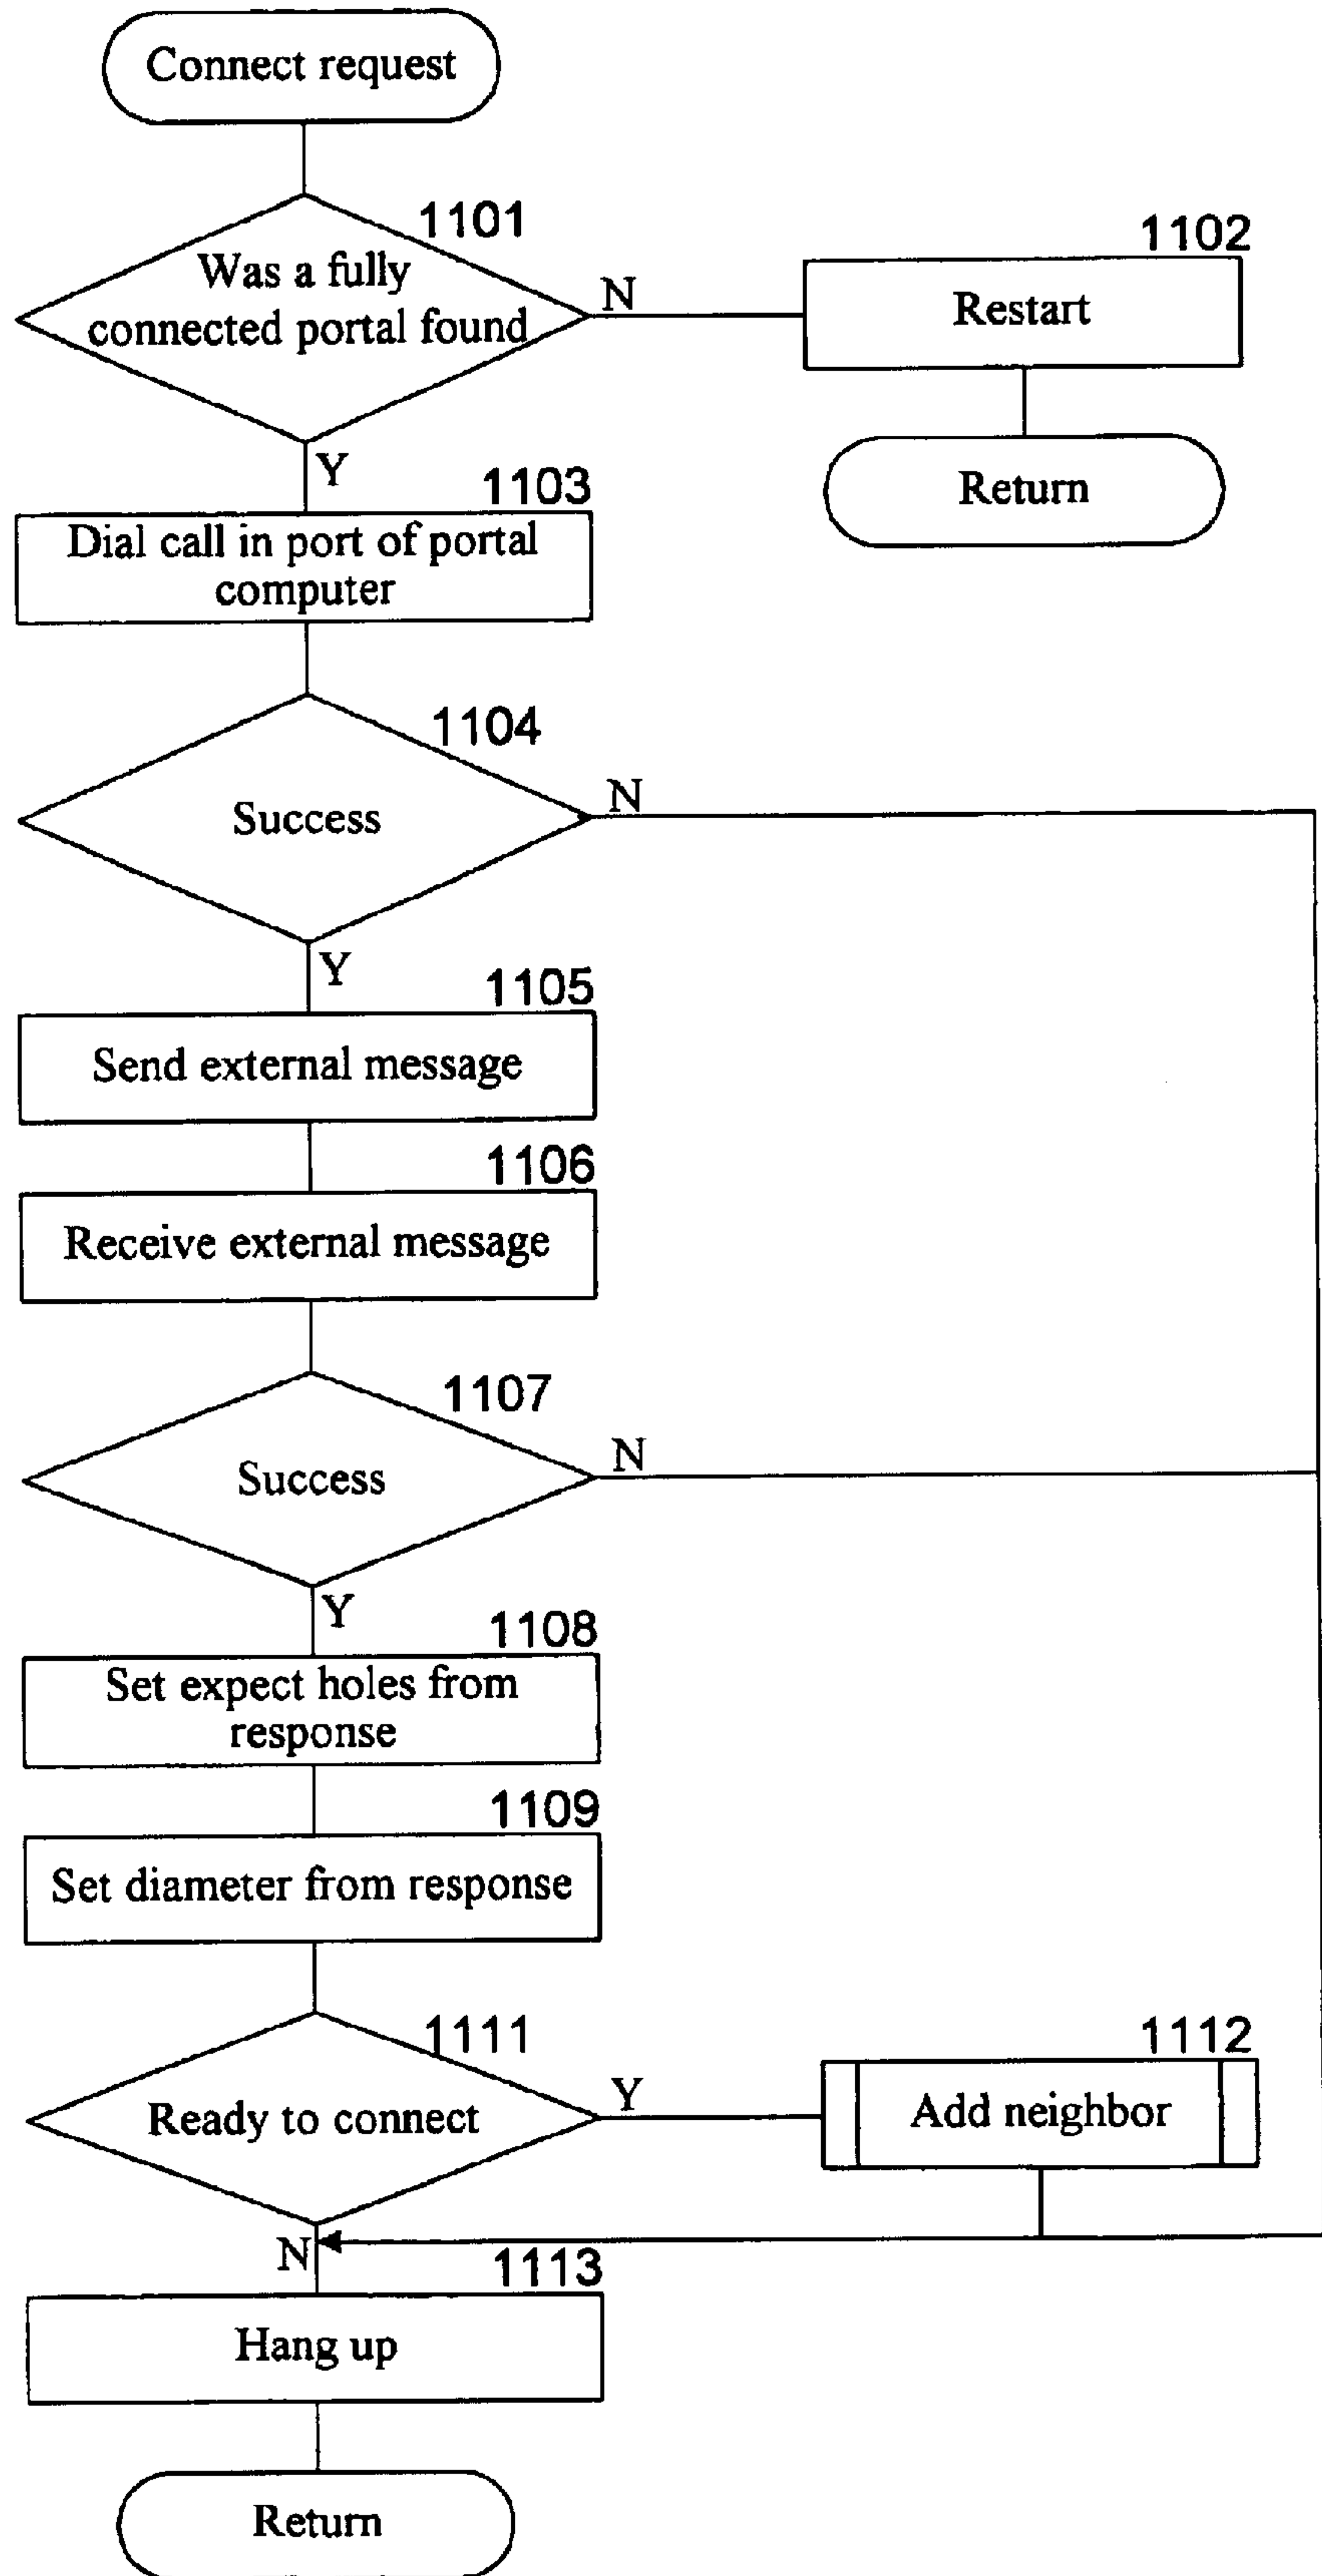 Connect request
1101
Was a fully
connected portal found
N
1102
Restart
Return
Y
1103
Dial call in port of portal
computer
1104
Success
N
Y
1105
Send external message
1106
Receive external message
1107
Success
N
Y
1108
Set expect holes from
response
1109
Set diameter from response
1111
Ready to connect
Y
1112
Add neighbor
N
1113
Hang up
Return